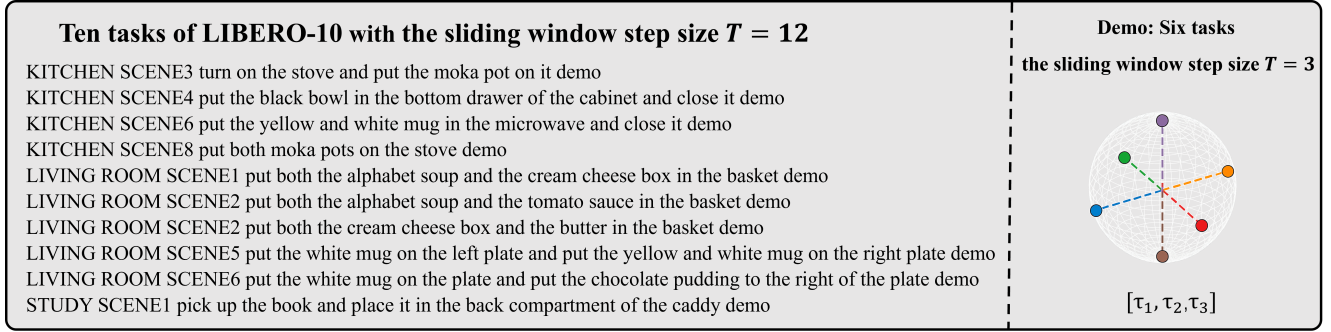 Ten tasks of LIBERO-10 with the sliding window step size T = 12
KITCHEN SCENE3 turn on the stove and put the moka pot on it demo
KITCHEN SCENE4 put the black bowl in the bottom drawer of the cabinet and close it demo
KITCHEN SCENE6 put the yellow and white mug in the microwave and close it demo
KITCHEN SCENE8 put both moka pots on the stove demo
LIVING ROOM SCENE1 put both the alphabet soup and the cream cheese box in the basket demo
LIVING ROOM SCENE2 put both the alphabet soup and the tomato sauce in the basket demo
LIVING ROOM SCENE2 put both the cream cheese box and the butter in the basket demo
LIVING ROOM SCENE5 put the white mug on the left plate and put the yellow and white mug on the right plate demo
LIVING ROOM SCENE6 put the white mug on the plate and put the chocolate pudding to the right of the plate demo
STUDY SCENE1 pick up the book and place it in the back compartment of the caddy demo
Demo: Six tasks
the sliding window step size T = 3
[τ₁, τ₂,τ₃]